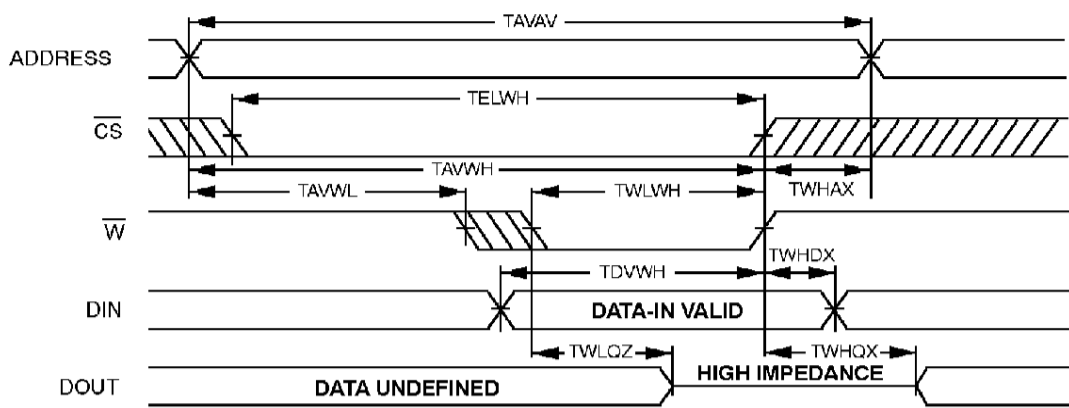 TAVAV
ADDRESS
TELWH
CS
TAVWH
TAVWL
TWLWH
TWHAX
W
TDVWH
TWHDX
DIN
DATA-IN VALID
TWLQZ
TWHQX
HIGH IMPEDANCE
DOUT
DATA UNDEFINED